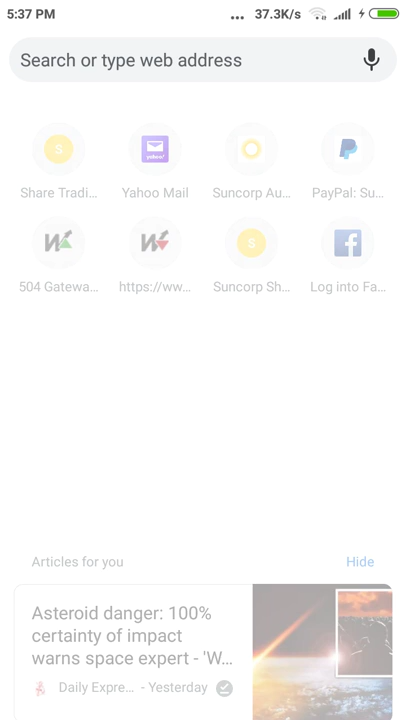 5:37 PM ... 37.3K/s
Search or type web address
S
yahoo!
Share Tradi... Yahoo Mail Suncorp Au... PayPal: Su...
S
504 Gatewa... https://ww... Suncorp Sh... Log into Fa...
Articles for you Hide
Asteroid danger: 100%
certainty of impact
warns space expert - 'W...
Daily Expre... - Yesterday